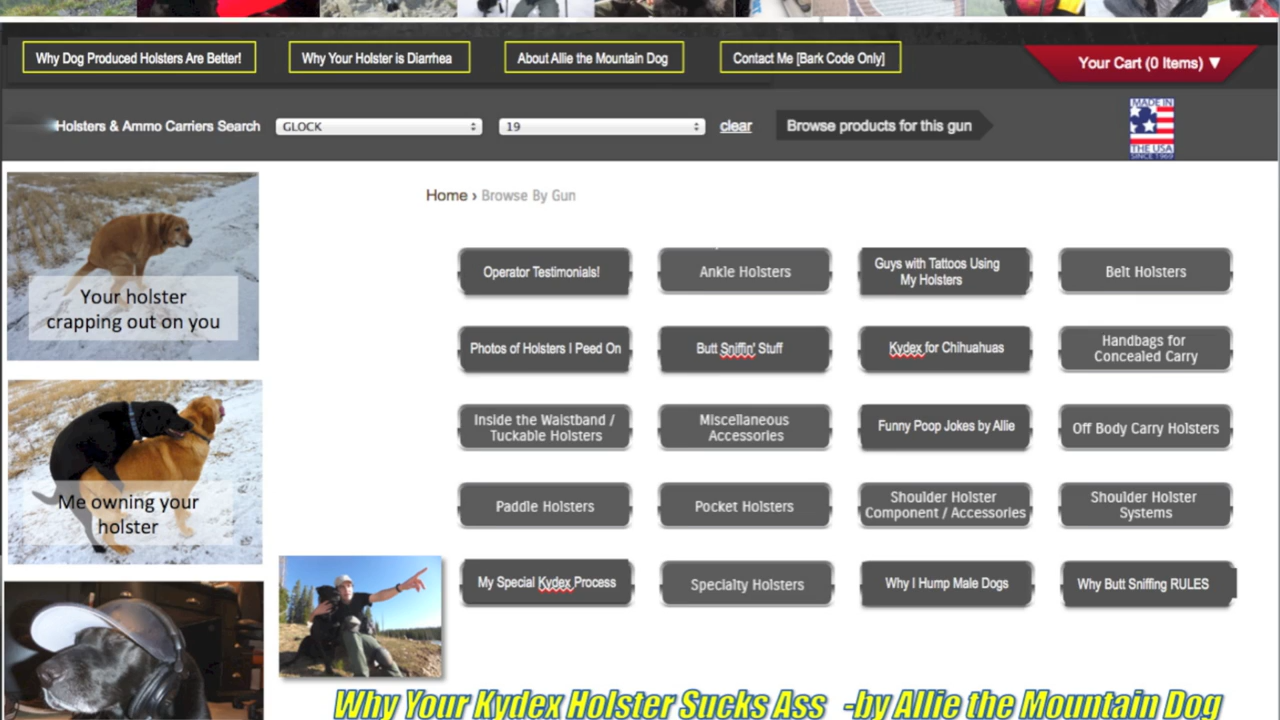 Why Dog Produced Holsters Are Better!
Why Your Holster is Diarrhea
About Allie the Mountain Dog
Contact Me [Bark Code Only]
Your Cart (0 Items) ▼
Holsters & Ammo Carriers Search
GLOCK
19
clear
Browse products for this gun
MADE IN
THE USA
SINCE 1969
Home › Browse By Gun
Your holster
crapping out on you
Me owning your
holster
Operator Testimonials!
Ankle Holsters
Guys with Tattoos Using
My Holsters
Belt Holsters
Photos of Holsters I Peed On
Butt Sniffin' Stuff
Kydex for Chihuahuas
Handbags for
Concealed Carry
Inside the Waistband /
Tuckable Holsters
Miscellaneous
Accessories
Funny Poop Jokes by Allie
Off Body Carry Holsters
Paddle Holsters
Pocket Holsters
Shoulder Holster
Component / Accessories
Shoulder Holster
Systems
My Special Kydex Process
Specialty Holsters
Why I Hump Male Dogs
Why Butt Sniffing RULES
Why Your Kydex Holster Sucks Ass -by Allie the Mountain Dog